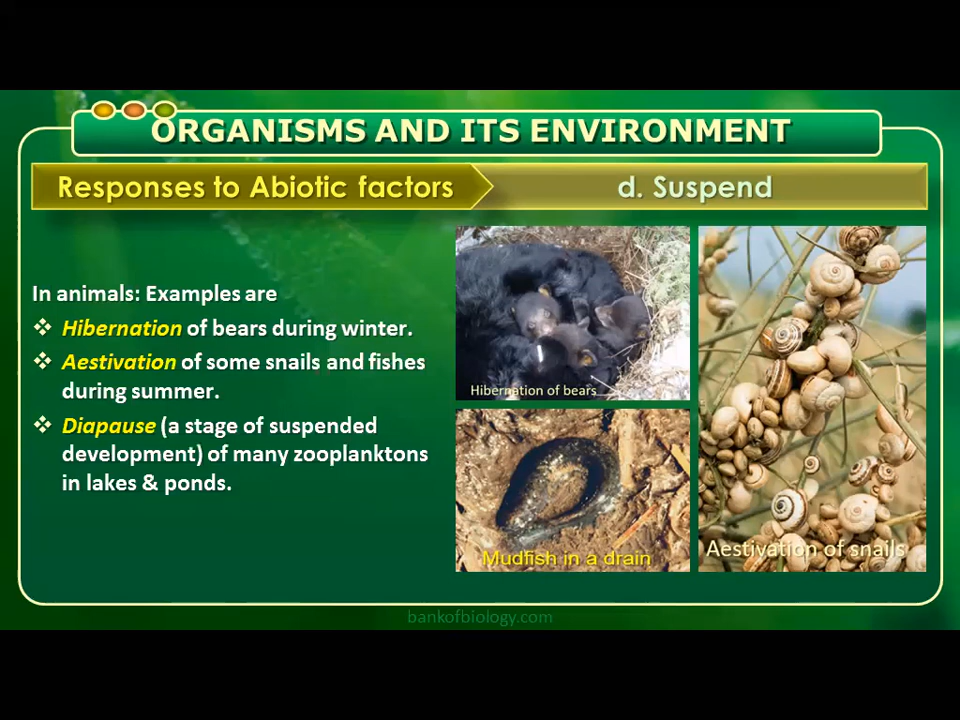 ORGANISMS AND ITS ENVIRONMENT
Responses to Abiotic factors
d. Suspend
In animals: Examples are
❖ Hibernation of bears during winter.
❖ Aestivation of some snails and fishes
during summer.
❖ Diapause (a stage of suspended
development) of many zooplanktons
in lakes & ponds.
Hibernation of bears
Mudfish in a drain
Aestivation of snails
bankofbiology.com